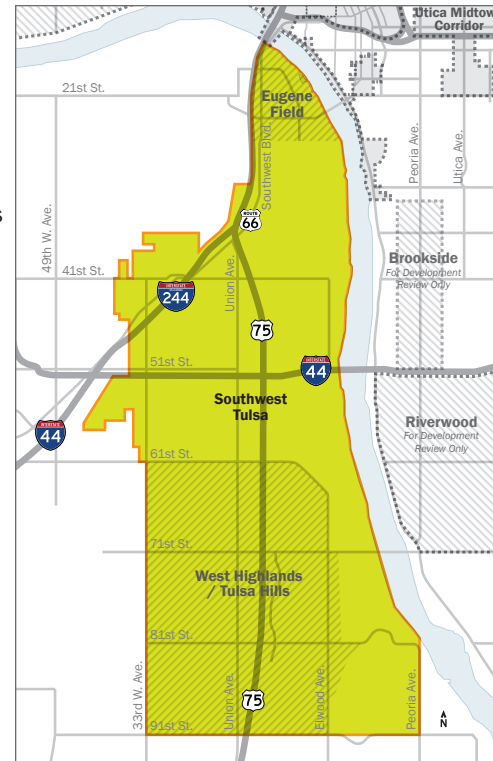 Utica Midtown
Corridor
21st St.
Eugene
Field
Southwest Blvd.
Peoria Ave.
Utica Ave.
s
49th W. Ave.
ROUTE
66
Brookside
For Development
Review Only
41st St.
Union Ave.
INTERSTATE
244
75
51st St.
INTERSTATE
44
Southwest
Tulsa
INTERSTATE
44
Riverwood
For Development
Review Only
61st St.
71st St.
West Highlands
/ Tulsa Hills
81st St.
33rd W. Ave.
Union Ave.
75
Elwood Ave.
Peoria Ave.
N
91st St.